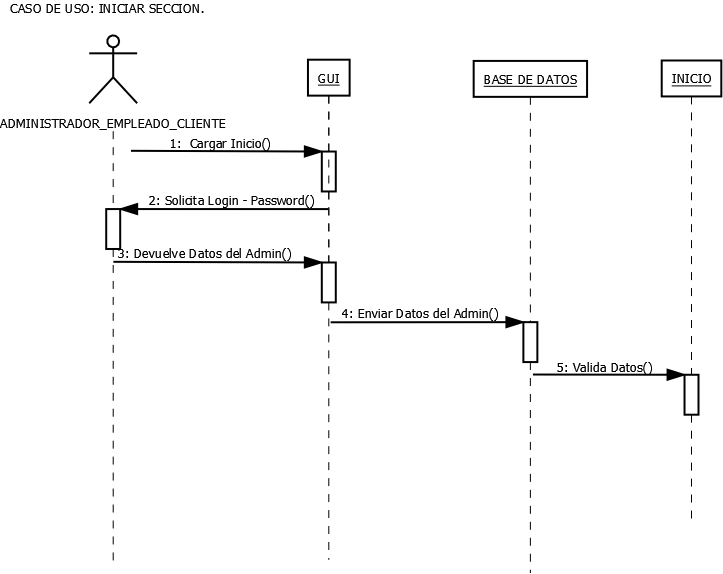 CASO DE USO: INICIAR SECCION.
GUI
BASE DE DATOS
INICIO
ADMINISTRADOR_EMPLEADO_CLIENTE
1: Cargar Inicio()
2: Solicita Login - Password()
3: Devuelve Datos del Admin()
4: Enviar Datos del Admin()
5: Valida Datos()